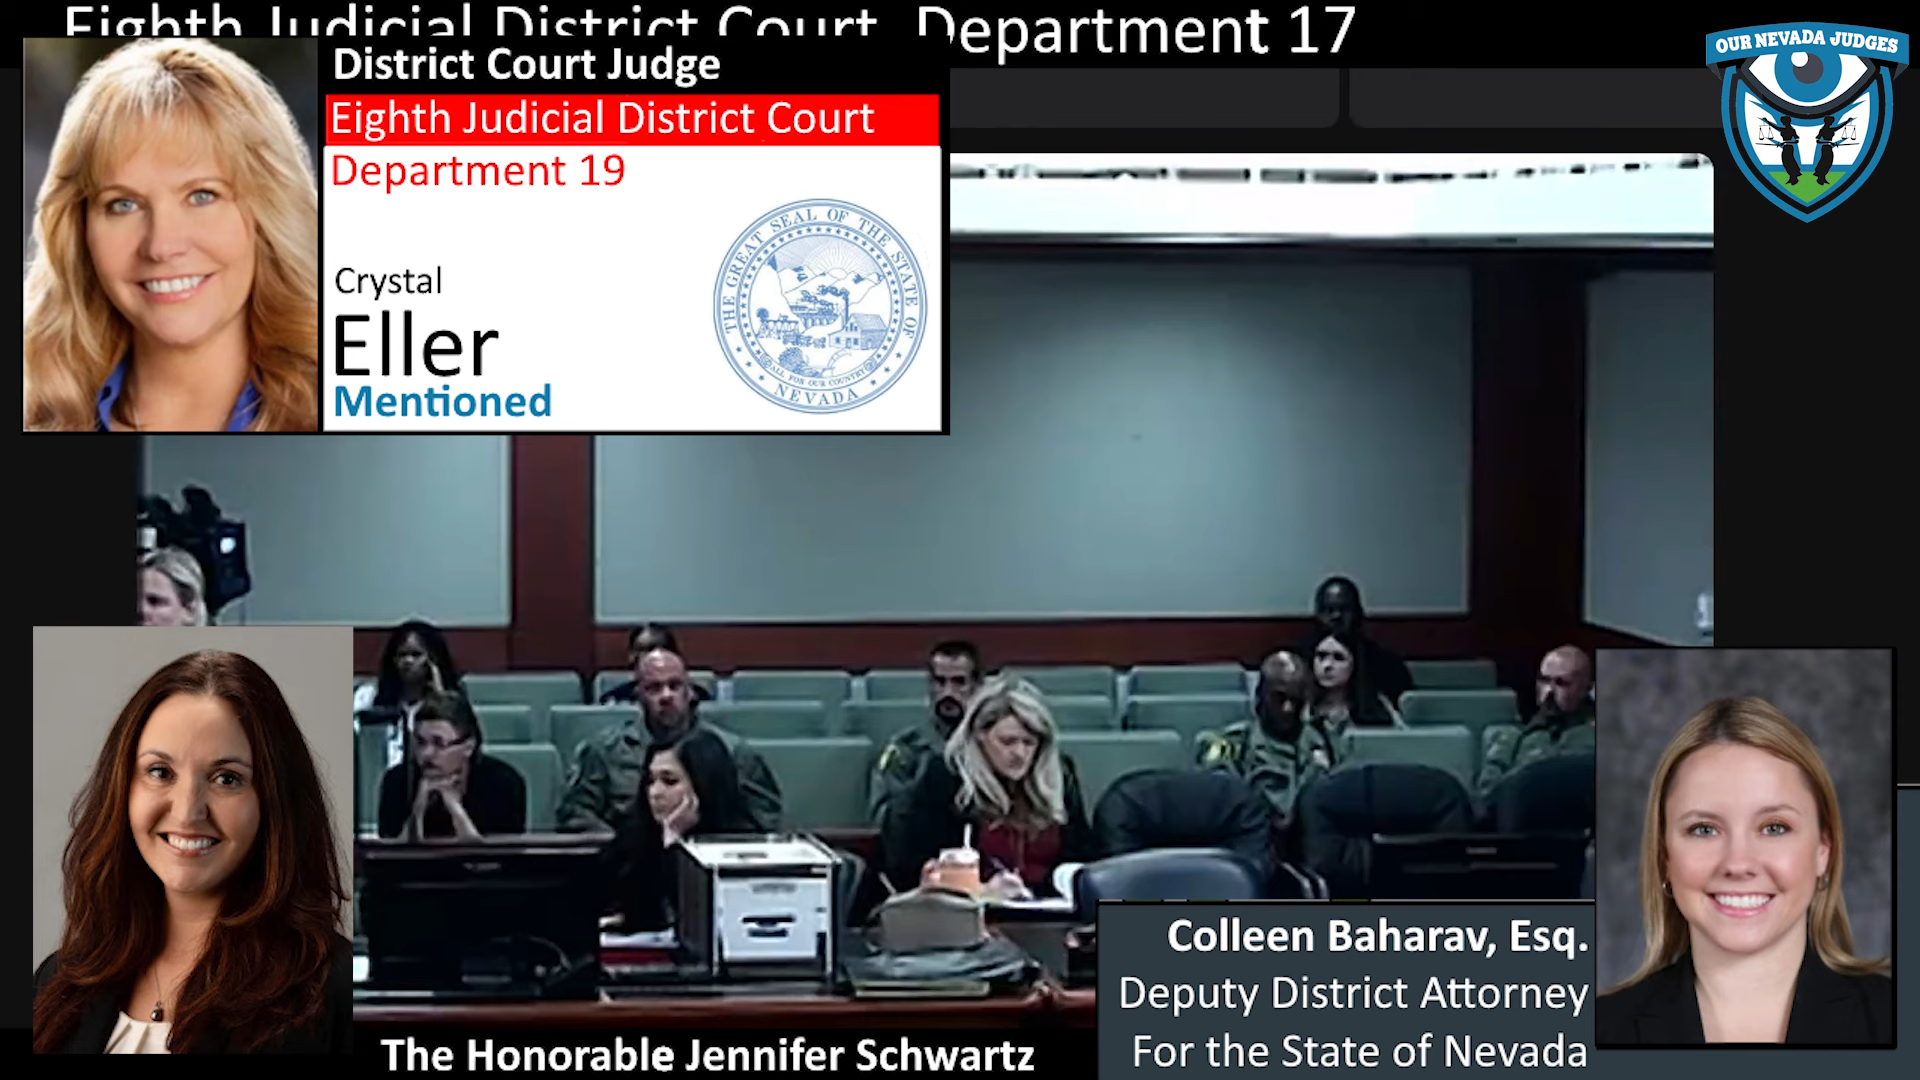 Eighth Judicial District Court, Department 17
OUR NEVADA JUDGES
District Court Judge
Eighth Judicial District Court
Department 19
Crystal
Eller
Mentioned
THE GREAT SEAL OF THE STATE OF
ALL FOR OUR COUNTRY
NEVADA
Colleen Baharav, Esq.
Deputy District Attorney
For the State of Nevada
The Honorable Jennifer Schwartz